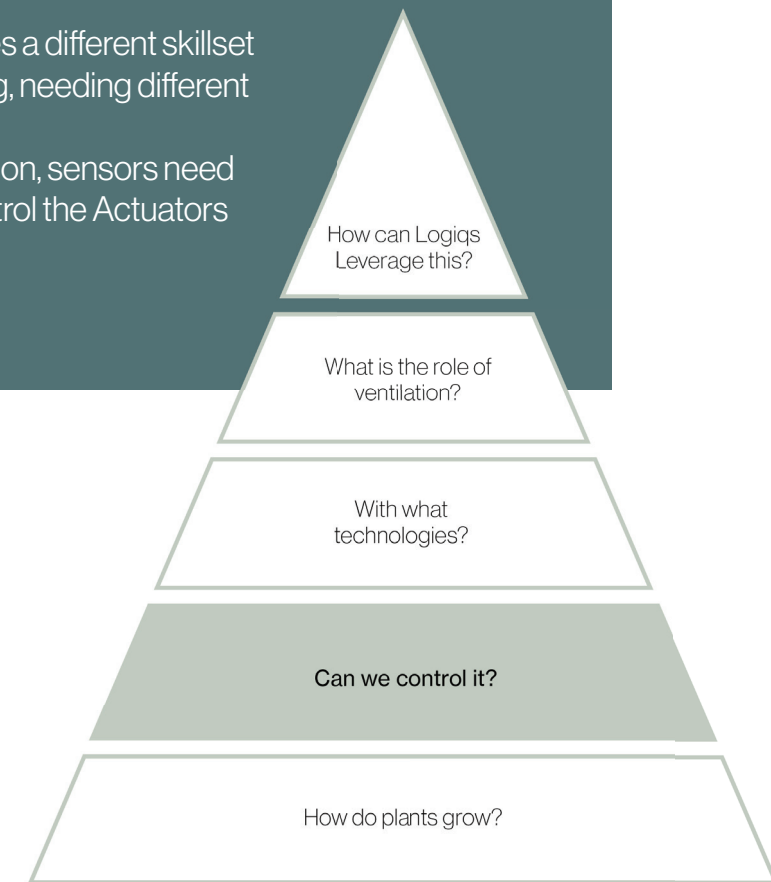 s a different skillset
g, needing different
on, sensors need
trol the Actuators
How can Logiqs
Leverage this?
What is the role of
ventilation?
With what
technologies?
Can we control it?
How do plants grow?